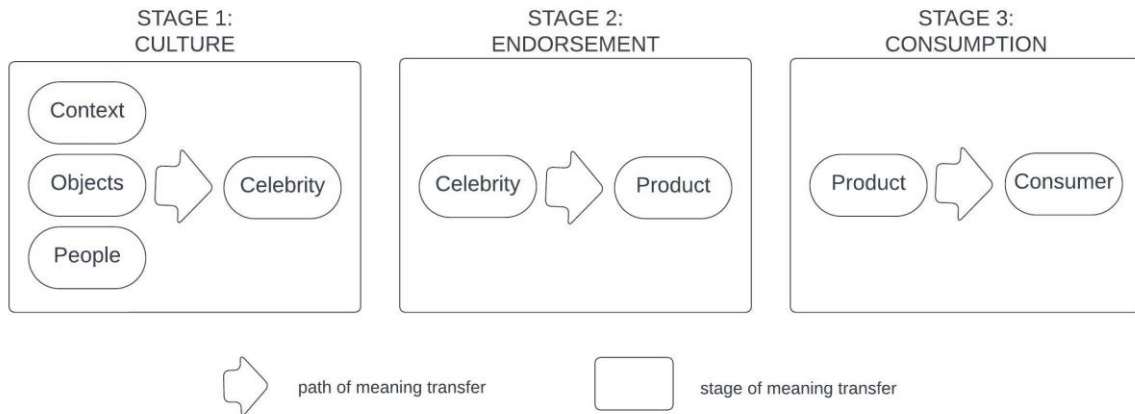 STAGE 1:
CULTURE
Context
Objects
People
Celebrity
STAGE 2:
ENDORSEMENT
Celebrity
Product
STAGE 3:
CONSUMPTION
Product
Consumer
path of meaning transfer
stage of meaning transfer